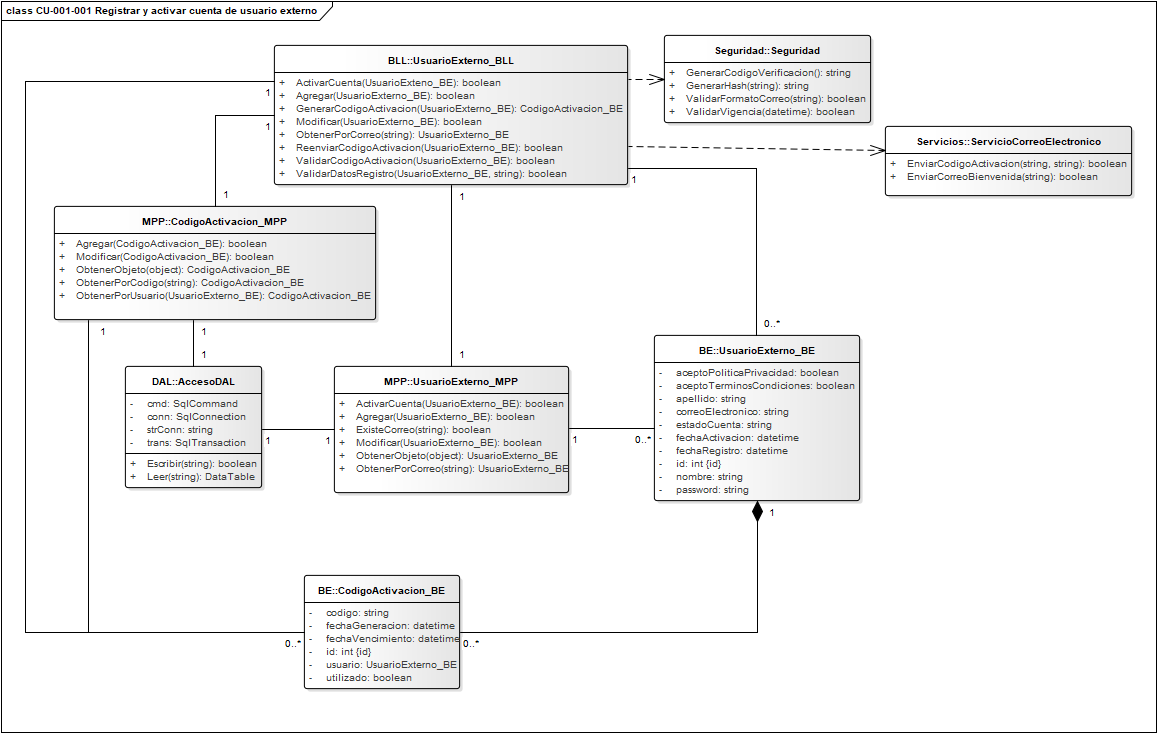 class CU-001-001 Registrar y activar cuenta de usuario externo
BLL::UsuarioExterno_BLL
+ ActivarCuenta(UsuarioExteno_BE): boolean
+ Agregar(UsuarioExterno_BE): boolean
+ GenerarCodigoActivacion(UsuarioExterno_BE): CodigoActivacion_BE
+ Modificar(UsuarioExterno_BE): boolean
+ ObtenerPorCorreo(string): UsuarioExterno_BE
+ ReenviarCodigoActivacion(UsuarioExterno_BE): boolean
+ ValidarCodigoActivacion(UsuarioExterno_BE): boolean
+ ValidarDatosRegistro(UsuarioExterno_BE, string): boolean
Seguridad::Seguridad
+ GenerarCodigoVerificacion(): string
+ GenerarHash(string): string
+ ValidarFormatoCorreo(string): boolean
+ ValidarVigencia(datetime): boolean
Servicios::ServicioCorreoElectronico
+ EnviarCodigoActivacion(string, string): boolean
+ EnviarCorreoBienvenida(string): boolean
1
1
1
1
1
MPP::CodigoActivacion_MPP
+ Agregar(CodigoActivacion_BE): boolean
+ Modificar(CodigoActivacion_BE): boolean
+ ObtenerObjeto(object): CodigoActivacion_BE
+ ObtenerPorCodigo(string): CodigoActivacion_BE
+ ObtenerPorUsuario(UsuarioExterno_BE): CodigoActivacion_BE
1
1
1
1
0..*
DAL::AccesoDAL
- cmd: SqlCommand
- conn: SqlConnection
- strConn: string
- trans: SqlTransaction
+ Escribir(string): boolean
+ Leer(string): DataTable
1
1
MPP::UsuarioExterno_MPP
+ ActivarCuenta(UsuarioExterno_BE): boolean
+ Agregar(UsuarioExterno_BE): boolean
+ ExisteCorreo(string): boolean
+ Modificar(UsuarioExterno_BE): boolean
+ ObtenerObjeto(object): UsuarioExterno_BE
+ ObtenerPorCorreo(string): UsuarioExterno_BE
1
0..*
BE::UsuarioExterno_BE
- aceptoPoliticaPrivacidad: boolean
- aceptoTerminosCondiciones: boolean
- apellido: string
- correoElectronico: string
- estadoCuenta: string
- fechaActivacion: datetime
- fechaRegistro: datetime
- id: int {id}
- nombre: string
- password: string
1
BE::CodigoActivacion_BE
- codigo: string
- fechaGeneracion: datetime
- fechaVencimiento: datetime
- id: int {id}
- usuario: UsuarioExterno_BE
- utilizado: boolean
0..*
0..*